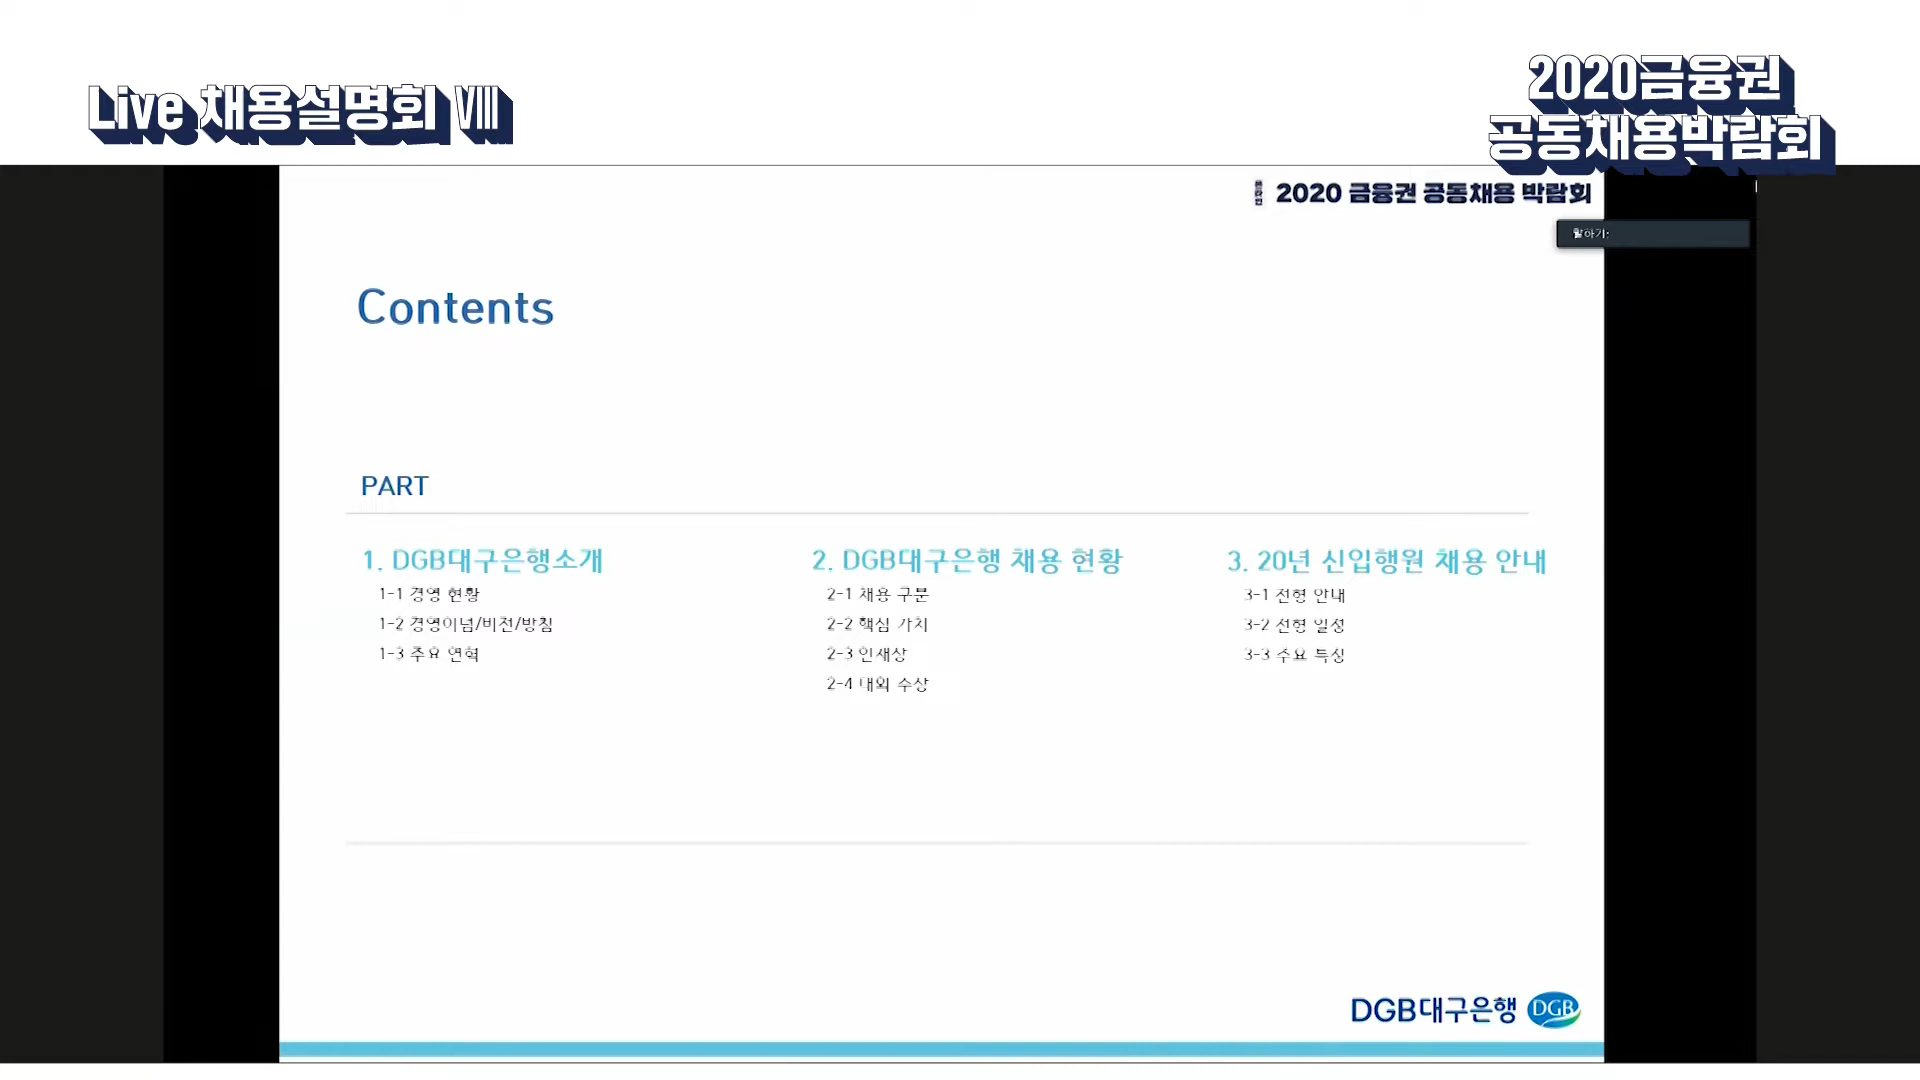 Live 채용설명회 Ⅷ
2020금융권
공동채용박람회
온라인 2020 금융권 공동채용 박람회
말하기:
Contents
PART
1. DGB대구은행소개
1-1 경영 현황
1-2 경영이념/비전/방침
1-3 주요 연혁
2. DGB대구은행 채용 현황
2-1 채용 구분
2-2 핵심 가치
2-3 인재상
2-4 대외 수상
3. 20년 신입행원 채용 안내
3-1 전형 안내
3-2 전형 일정
3-3 주요 특징
DGB대구은행 DGB